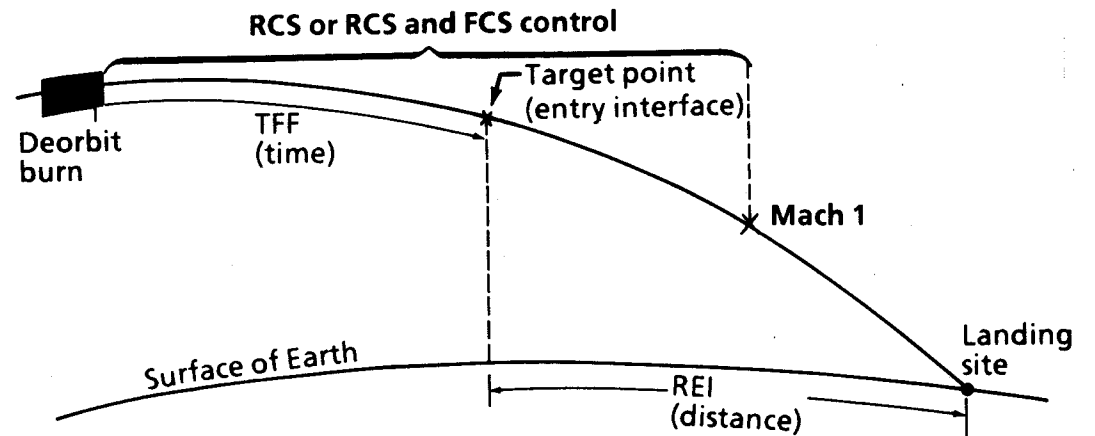 RCS or RCS and FCS control
Target point
(entry interface)
Deorbit
burn
TFF
(time)
Mach 1
Surface of Earth
Landing
site
REI
(distance)